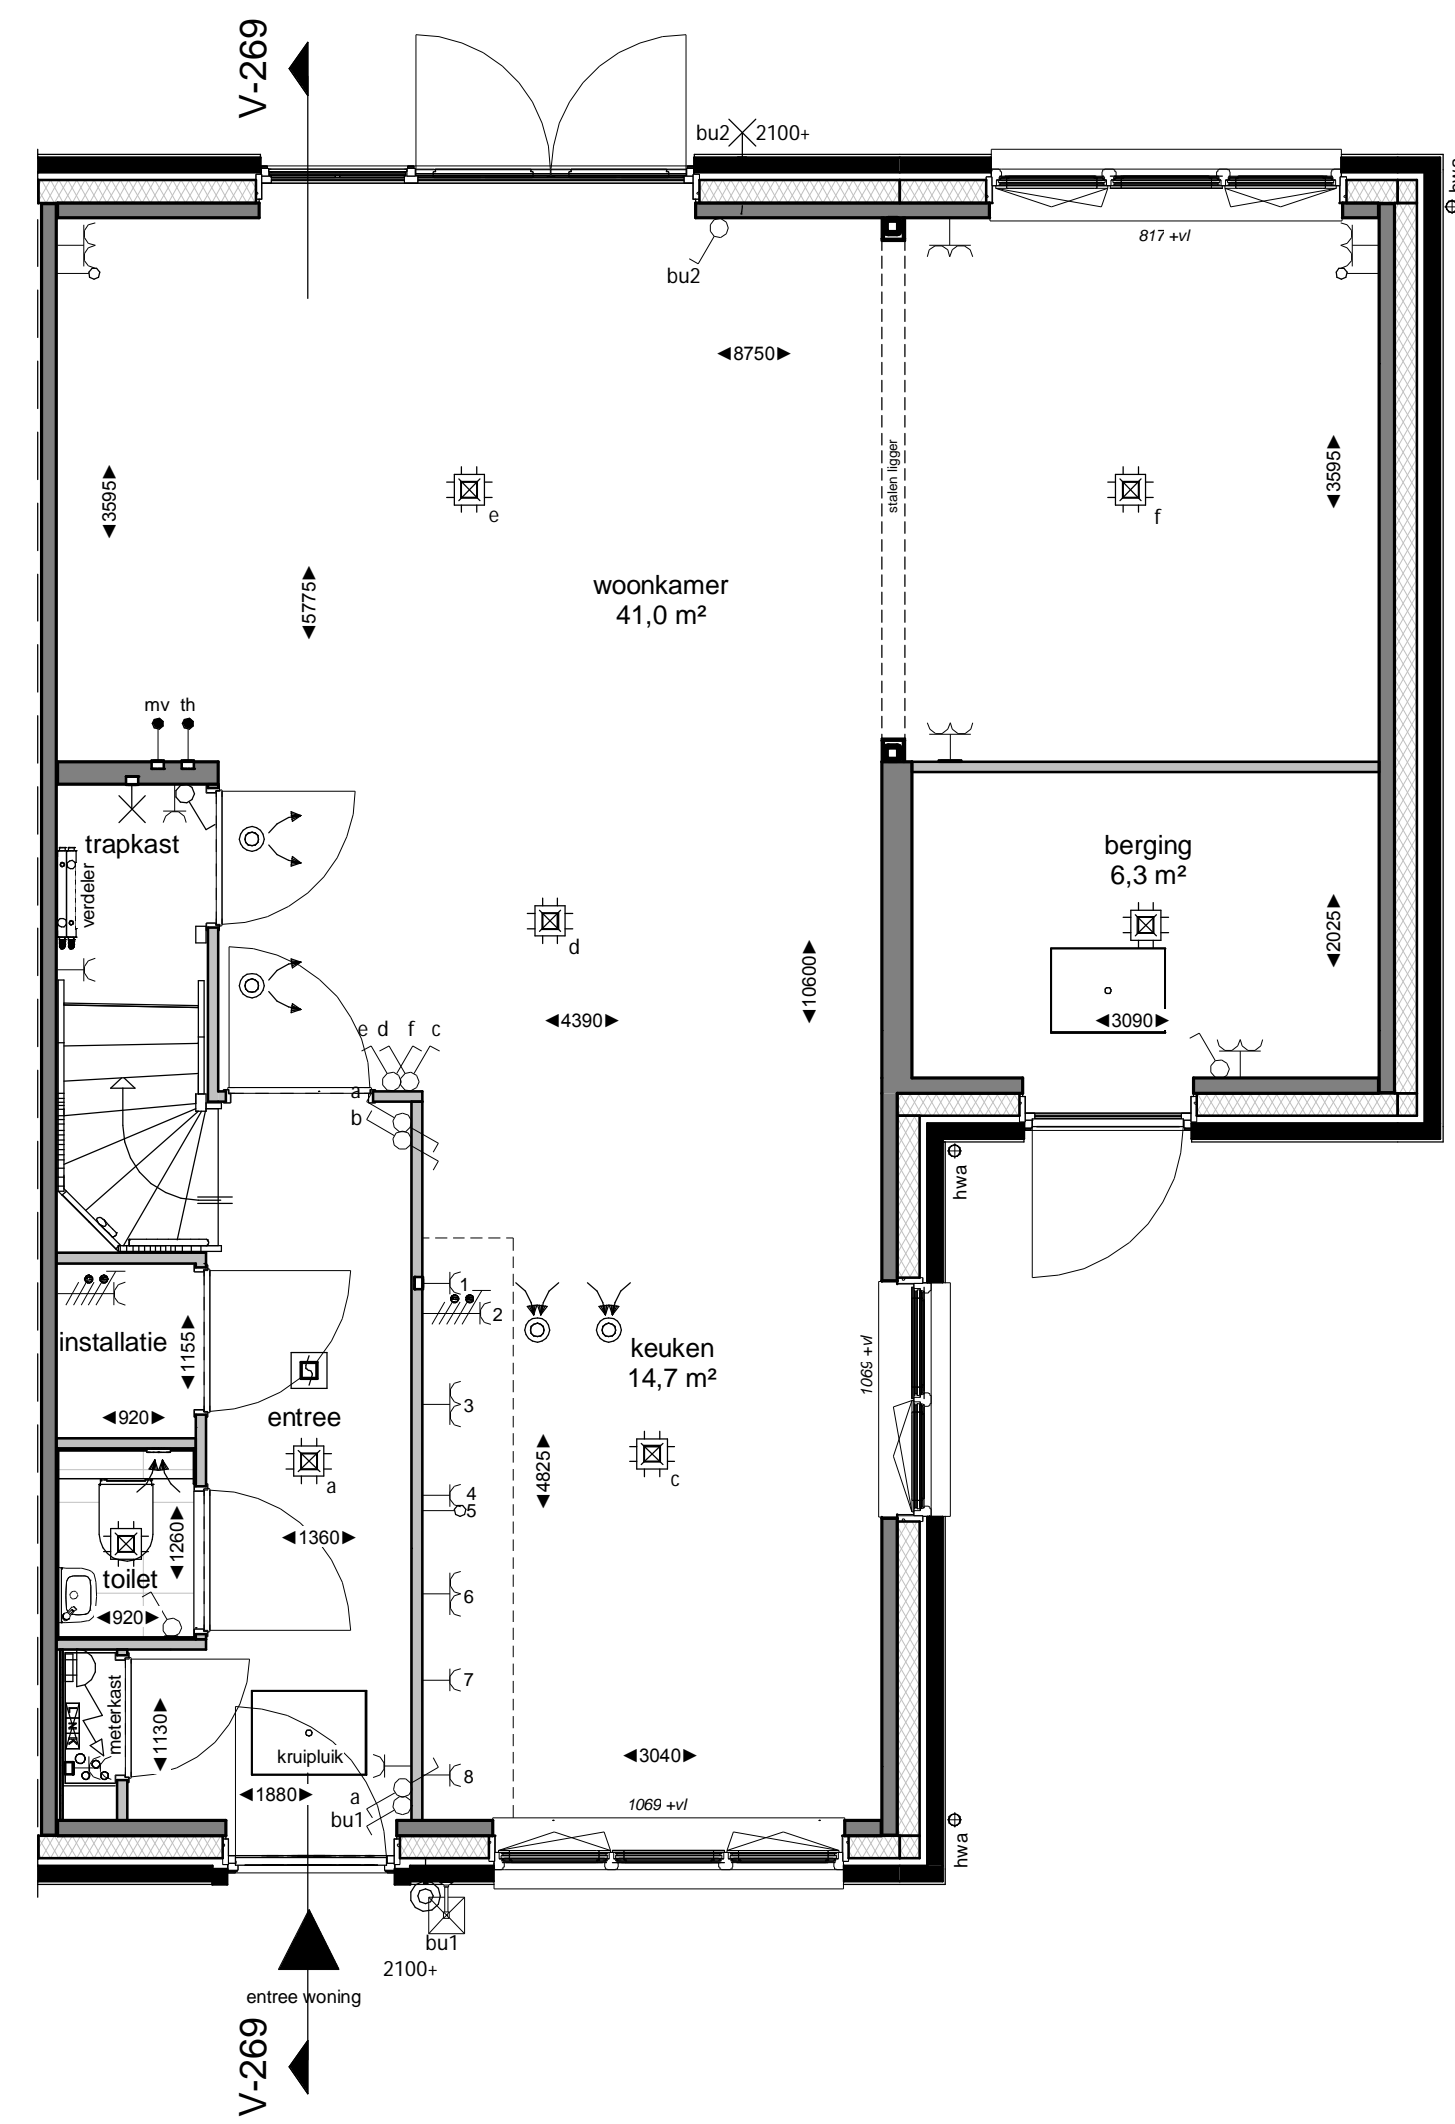 V-269
bu2
2100+
hwa
817 +vl
bu2
8750
stalen ligger
3595
e
f
3595
5775
woonkamer
41,0 m²
mv
th
trapkast
verdeler
berging
6,3 m²
d
2025
10600
4390
3090
e d f c
a
b
hwa
1
2
installatie
1155
keuken
14,7 m²
1069 +vl
920
entree
3
a
4825
c
4
5
1260
1360
toilet
920
6
meterkast
1130
7
kruipluik
3040
8
1880
a
bu1
1069 +vl
hwa
bu1
2100+
entree woning
V-269